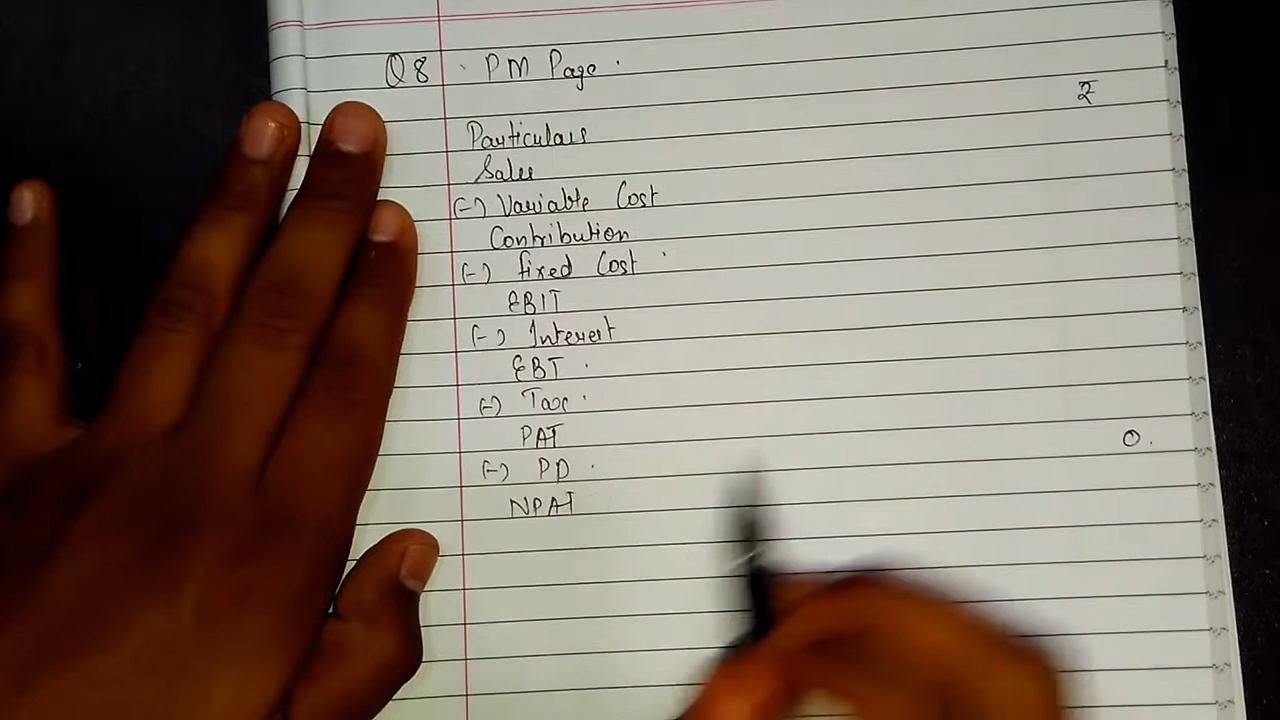 Q8 . PM Page .
₹
Particulars
Sales
(-) Variable Cost
Contribution
(-) fixed Cost
EBIT
(-) Interest
EBT .
(-) Tax .
PAT 0.
(-) PD .
NPAT